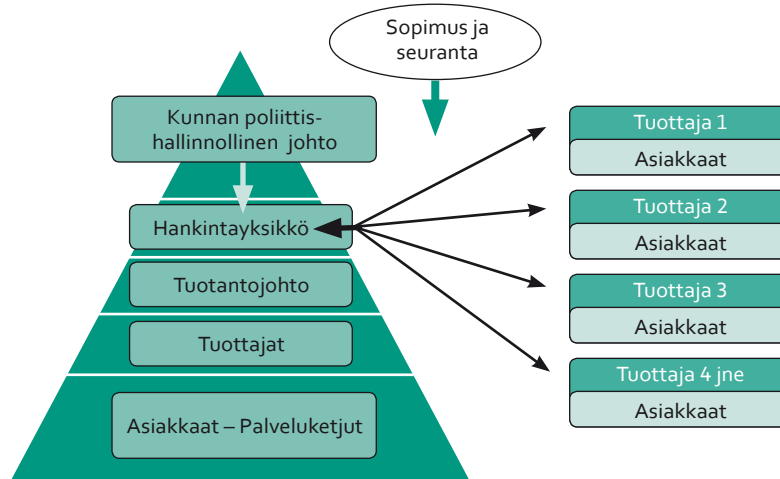 Sopimus ja
seuranta
Kunnan poliittis-
hallinnollinen johto
Hankintayksikkö
Tuotantojohto
Tuottajat
Asiakkaat – Palveluketjut
Tuottaja 1
Asiakkaat
Tuottaja 2
Asiakkaat
Tuottaja 3
Asiakkaat
Tuottaja 4 jne
Asiakkaat